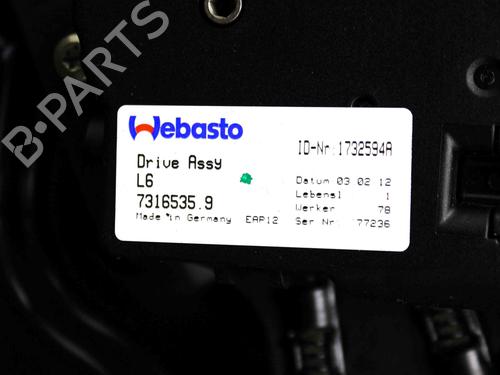 B-PARTS
Webasto
ID-Nr:1732594A
Drive Assy
L6
7316535.9
Made in Germany EAP12
Datum 03 02 12
Lebensl 1
Werker 78
Ser Nr 77236